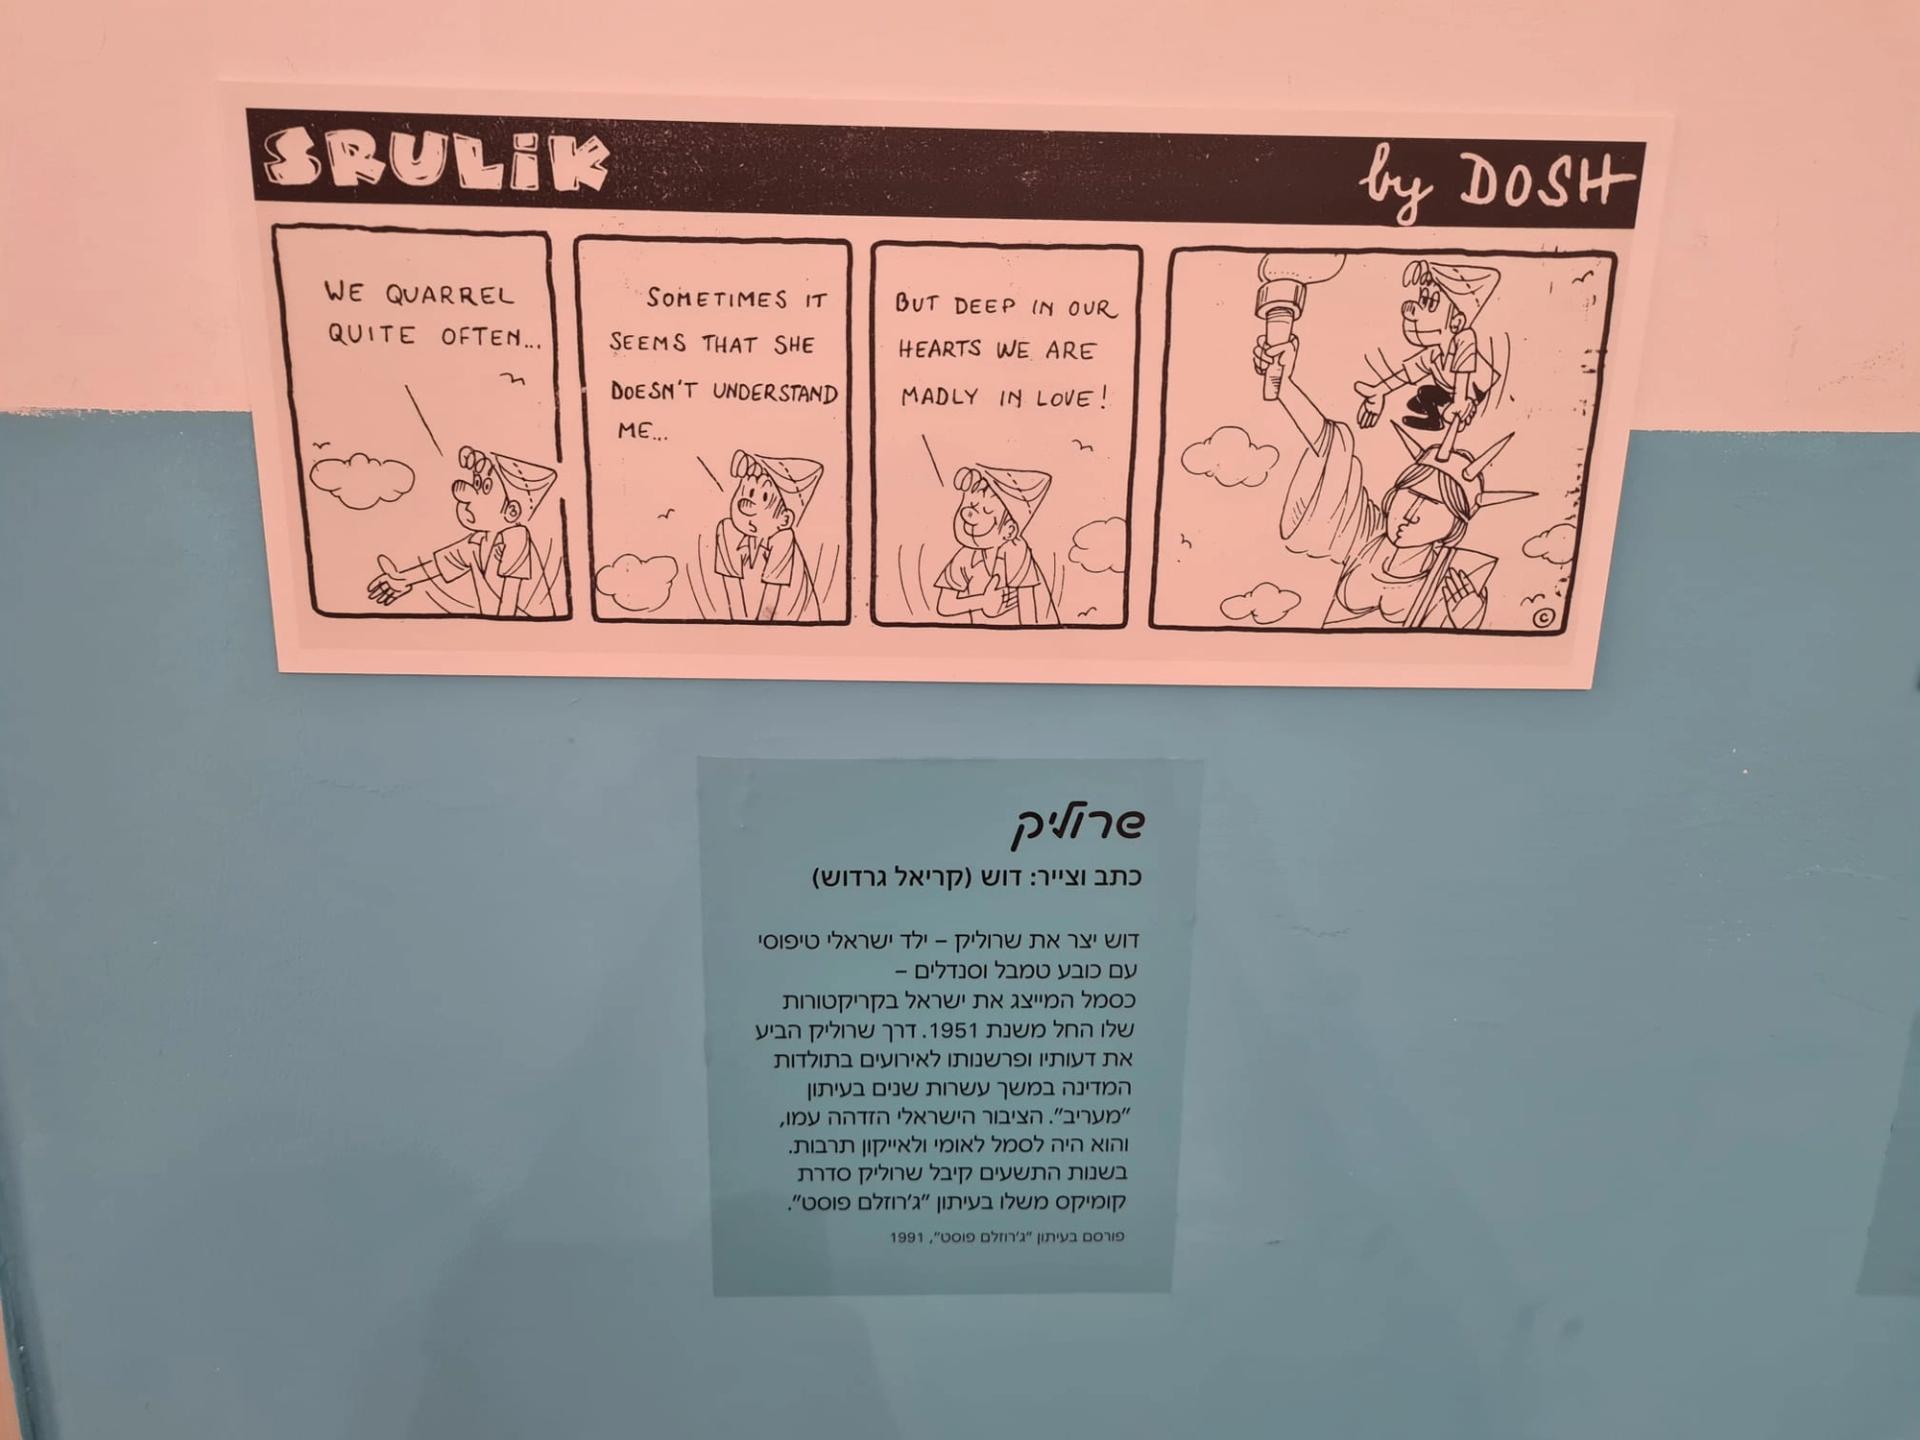 SRULIK
by DOSH
WE QUARREL
QUITE OFTEN...
SOMETIMES IT
SEEMS THAT SHE
DOESN'T UNDERSTAND
ME...
BUT DEEP IN OUR
HEARTS WE ARE
MADLY IN LOVE!
©
שרוליק
כתב וצייר: דוש (קריאל גרדוש)
דוש יצר את שרוליק – ילד ישראלי טיפוסי
עם כובע טמבל וסנדלים –
כסמל המייצג את ישראל בקריקטורות
שלו החל משנת 1951. דרך שרוליק הביע
את דעותיו ופרשנותו לאירועים בתולדות
המדינה במשך עשרות שנים בעיתון
"מעריב". הציבור הישראלי הזדהה עמו,
והוא היה לסמל לאומי ולאייקון תרבות.
בשנות התשעים קיבל שרוליק סדרת
קומיקס משלו בעיתון "ג'רוזלם פוסט".
פורסם בעיתון "ג'רוזלם פוסט", 1991